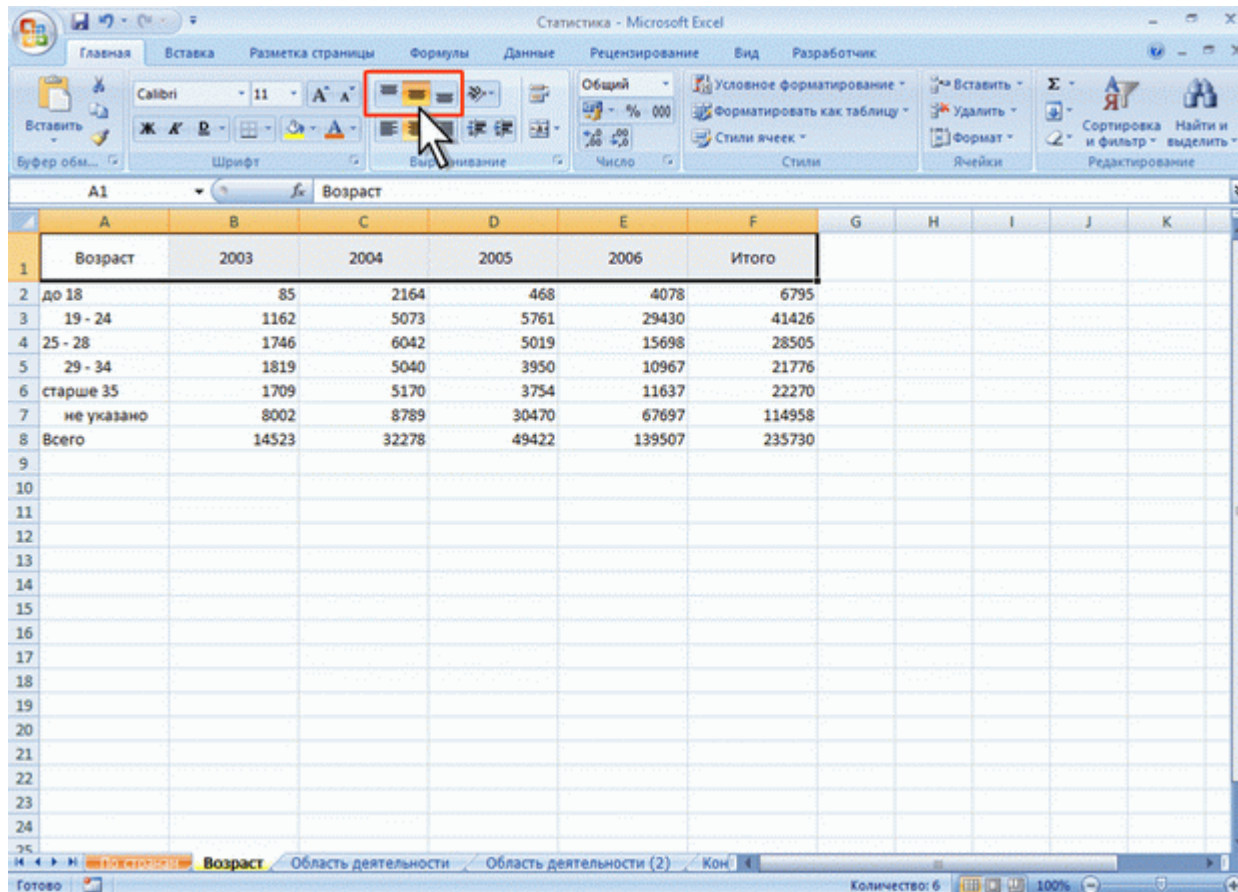 Статистика - Microsoft Excel
Главная Вставка Разметка страницы Формулы Данные Рецензирование Вид Разработчик
Вставить
Calibri 11 A A
Ж К Ч
Общий
% 000
Условное форматирование
Форматировать как таблицу
Стили ячеек
Вставить
Удалить
Формат
Σ
Сортировка и фильтр
Найти и выделить
Буфер обм... Шрифт Выравнивание Число Стили Ячейки Редактирование
A1 fx Возраст
A B C D E F G H I J K
1 Возраст 2003 2004 2005 2006 Итого
2 до 18 85 2164 468 4078 6795
3 19 - 24 1162 5073 5761 29430 41426
4 25 - 28 1746 6042 5019 15698 28505
5 29 - 34 1819 5040 3950 10967 21776
6 старше 35 1709 5170 3754 11637 22270
7 не указано 8002 8789 30470 67697 114958
8 Всего 14523 32278 49422 139507 235730
9
10
11
12
13
14
15
16
17
18
19
20
21
22
23
24
25
По странам Возраст Область деятельности Область деятельности (2) Кон
Готово Количество: 6 100%